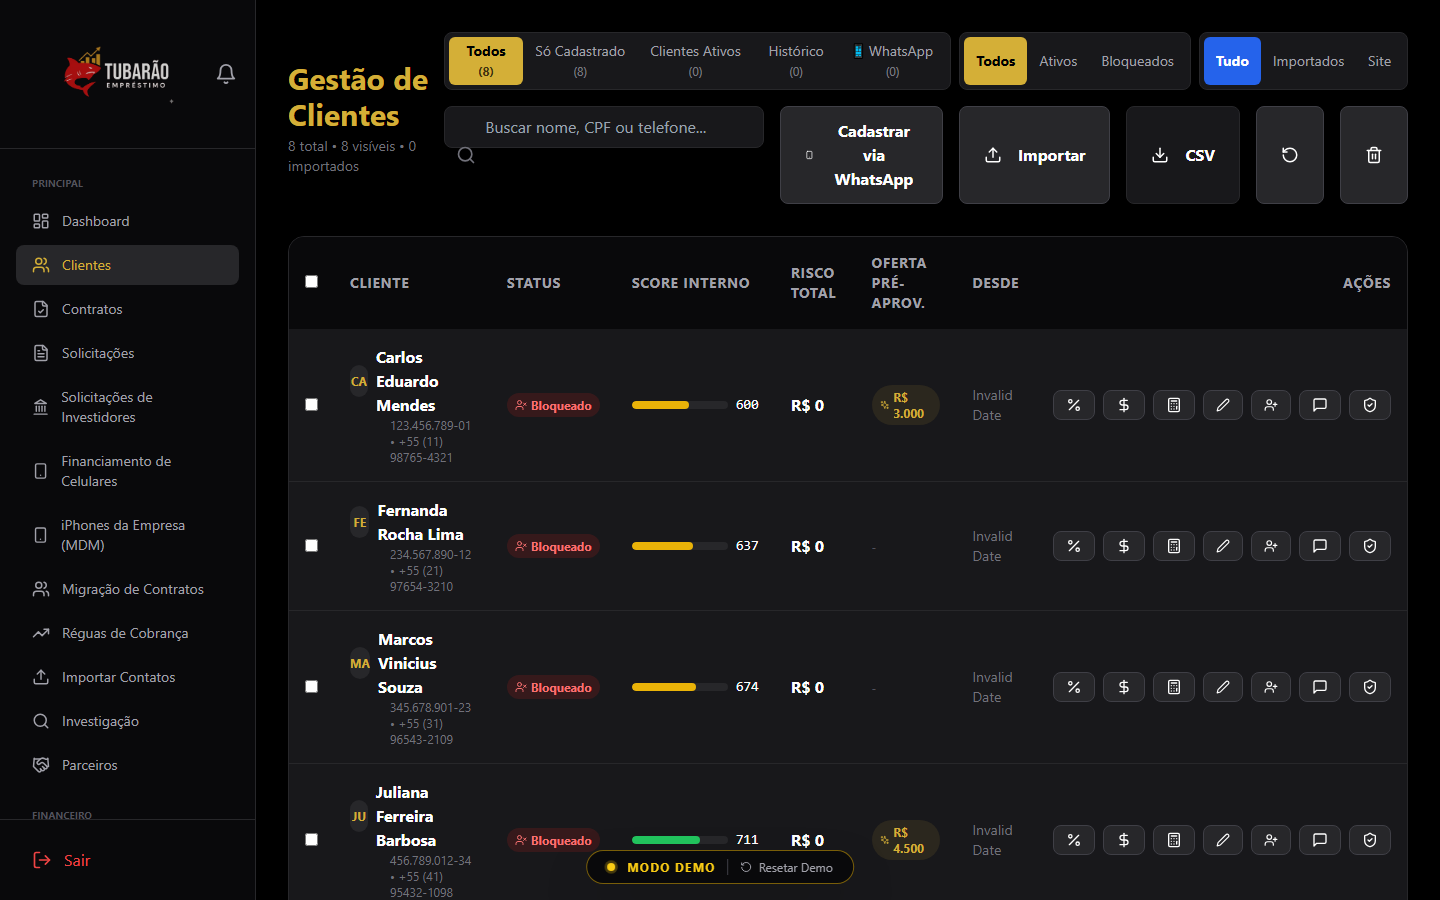 TUBARÃO
EMPRÉSTIMO
PRINCIPAL
Dashboard
Clientes
Contratos
Solicitações
Solicitações de
Investidores
Financiamento de
Celulares
iPhones da Empresa
(MDM)
Migração de Contratos
Réguas de Cobrança
Importar Contatos
Investigação
Parceiros
FINANCEIRO
Sair
Gestão de
Clientes
8 total • 8 visíveis • 0
importados
Todos
(8)
Só Cadastrado
(8)
Clientes Ativos
(0)
Histórico
(0)
WhatsApp
(0)
Todos
Ativos
Bloqueados
Tudo
Importados
Site
Buscar nome, CPF ou telefone...
Cadastrar
via
WhatsApp
Importar
CSV
CLIENTE
STATUS
SCORE INTERNO
RISCO
TOTAL
OFERTA
PRÉ-
APROV.
DESDE
AÇÕES
CA
Carlos
Eduardo
Mendes
123.456.789-01
• +55 (11)
98765-4321
Bloqueado
600
R$ 0
R$
3.000
Invalid
Date
FE
Fernanda
Rocha Lima
234.567.890-12
• +55 (21)
97654-3210
Bloqueado
637
R$ 0
-
Invalid
Date
MA
Marcos
Vinicius
Souza
345.678.901-23
• +55 (31)
96543-2109
Bloqueado
674
R$ 0
-
Invalid
Date
JU
Juliana
Ferreira
Barbosa
456.789.012-34
• +55 (41)
95432-1098
Bloqueado
711
R$ 0
R$
4.500
Invalid
Date
MODO DEMO
Resetar Demo